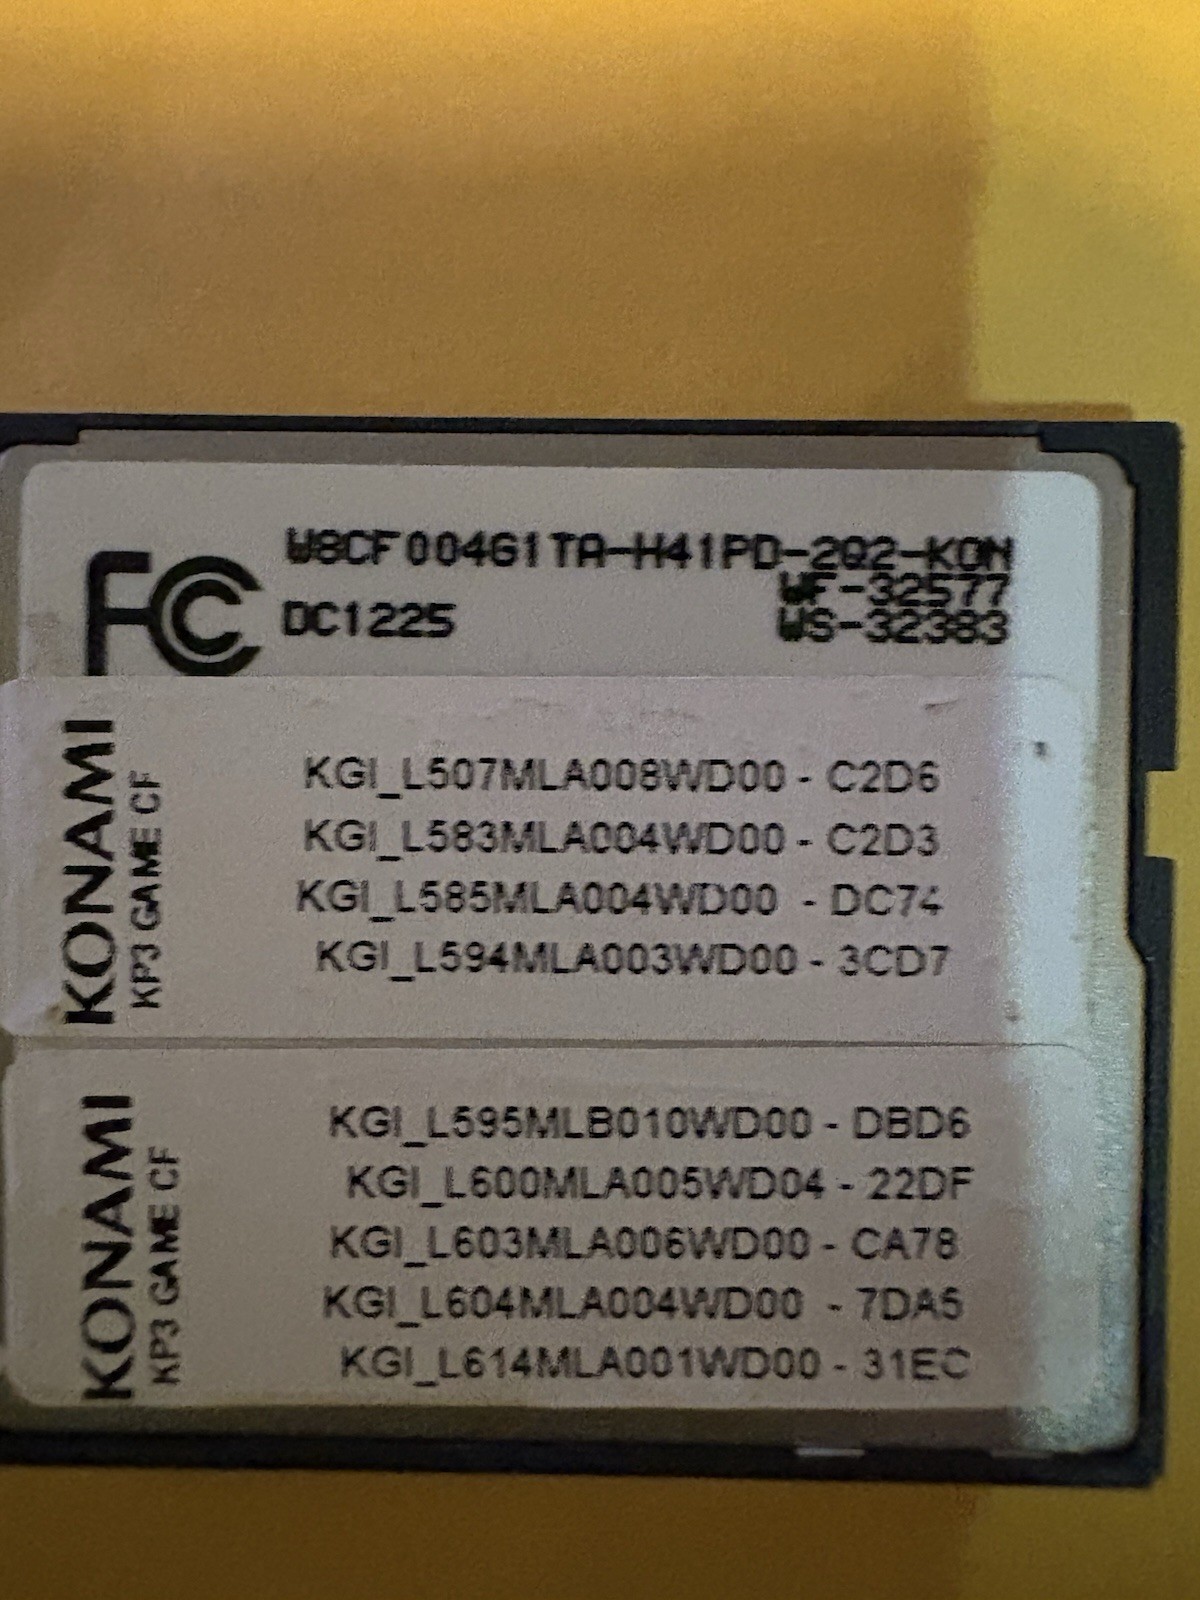 W8CF004G1TA-H41PD-2Q2-KON
WF-32577
FC DC1225 WS-32383
KONAMI
KP3 GAME CF
KGI_L507MLA008WD00 - C2D6
KGI_L583MLA004WD00 - C2D3
KGI_L585MLA004WD00 - DC74
KGI_L594MLA003WD00 - 3CD7
KONAMI
KP3 GAME CF
KGI_L595MLB010WD00 - DBD6
KGI_L600MLA005WD04 - 22DF
KGI_L603MLA006WD00 - CA78
KGI_L604MLA004WD00 - 7DA5
KGI_L614MLA001WD00 - 31EC